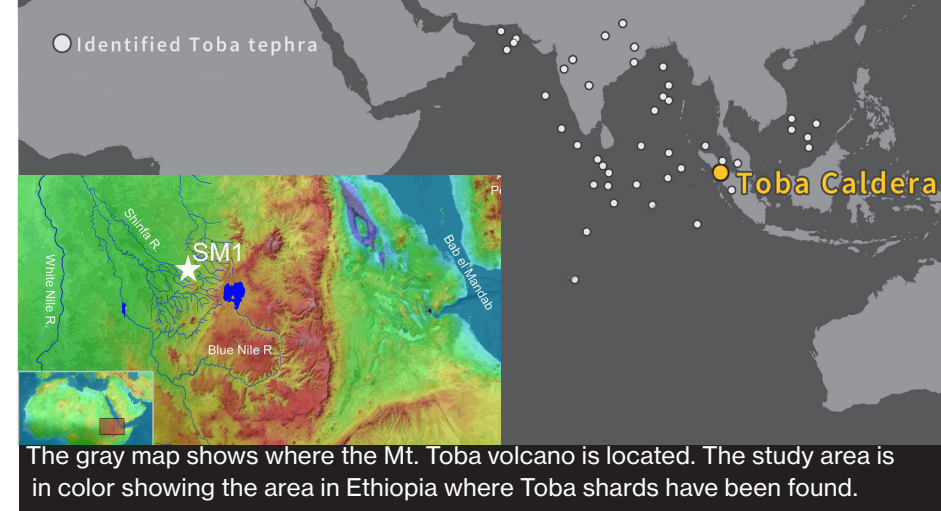 Identified Toba tephra
Toba Caldera
Shinfa R.
SM1
White Nile R.
Blue Nile R.
Bab el Mandab
The gray map shows where the Mt. Toba volcano is located. The study area is
in color showing the area in Ethiopia where Toba shards have been found.